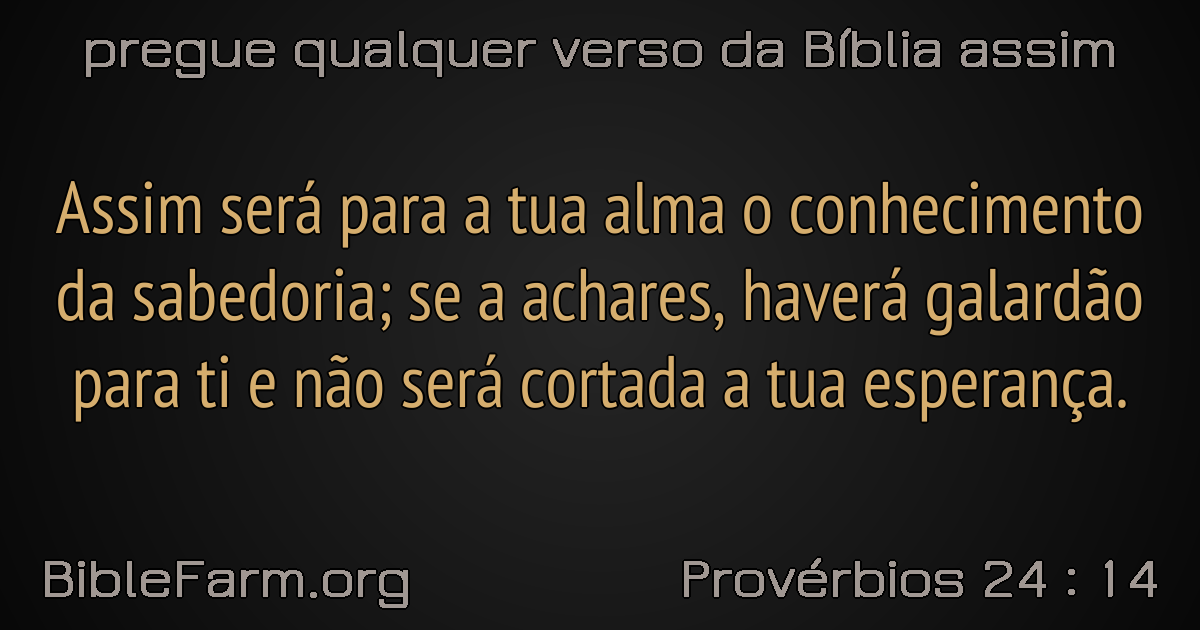 pregue qualquer verso da Bíblia assim
Assim será para a tua alma o conhecimento
da sabedoria; se a achares, haverá galardão
para ti e não será cortada a tua esperança.
BibleFarm.org
Provérbios 24 : 14